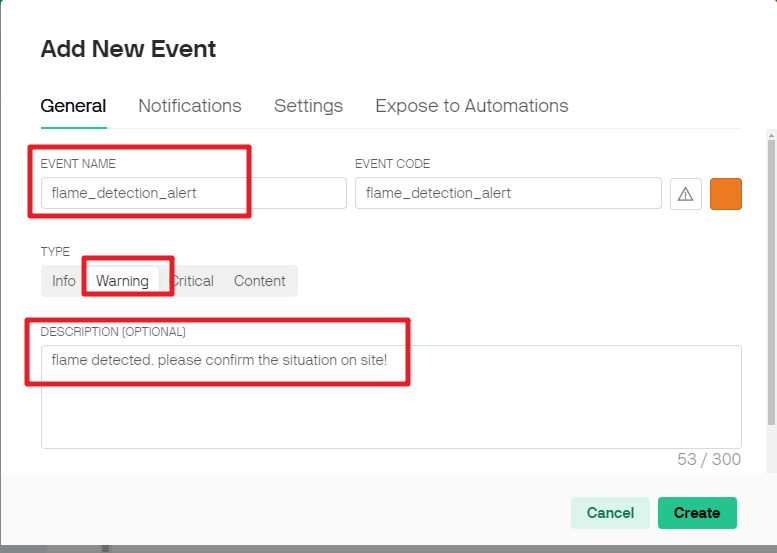 Add New Event
General Notifications Settings Expose to Automations
EVENT NAME EVENT CODE
flame_detection_alert flame_detection_alert
TYPE
Info Warning Critical Content
DESCRIPTION (OPTIONAL)
flame detected. please confirm the situation on site!
53 / 300
Cancel Create